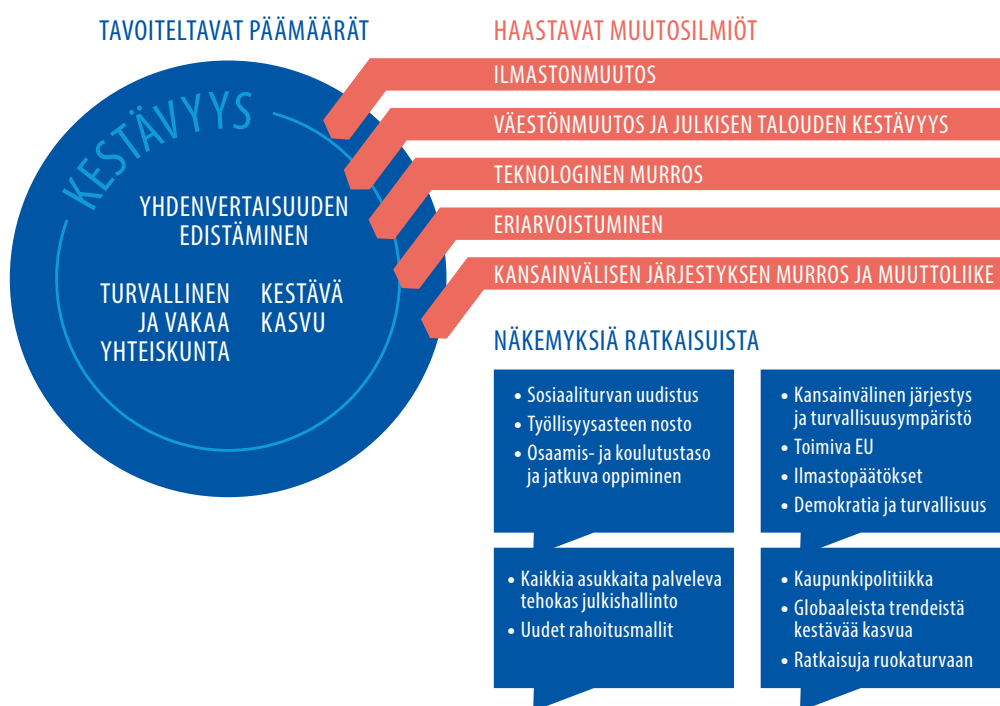 TAVOITELTAVAT PÄÄMÄÄRÄT
KESTÄVYYS
YHDENVERTAISUUDEN
EDISTÄMINEN
TURVALLINEN
JA VAKAA
YHTEISKUNTA
KESTÄVÄ
KASVU
HAASTAVAT MUUTOSILMIÖT
ILMASTONMUUTOS
VÄESTÖNMUUTOS JA JULKISEN TALOUDEN KESTÄVYYS
TEKNOLOGINEN MURROS
ERIARVOISTUMINEN
KANSAINVÄLISEN JÄRJESTYKSEN MURROS JA MUUTTOLIIKE
NÄKEMYKSIÄ RATKAISUISTA
• Sosiaaliturvan uudistus
• Työllisyysasteen nosto
• Osaamis- ja koulutustaso
ja jatkuva oppiminen
• Kansainvälinen järjestys
ja turvallisuusympäristö
• Toimiva EU
• Ilmastopäätökset
• Demokratia ja turvallisuus
• Kaikkia asukkaita palveleva
tehokas julkishallinto
• Uudet rahoitusmallit
• Kaupunkipolitiikka
• Globaaleista trendeistä
kestävää kasvua
• Ratkaisuja ruokaturvaan